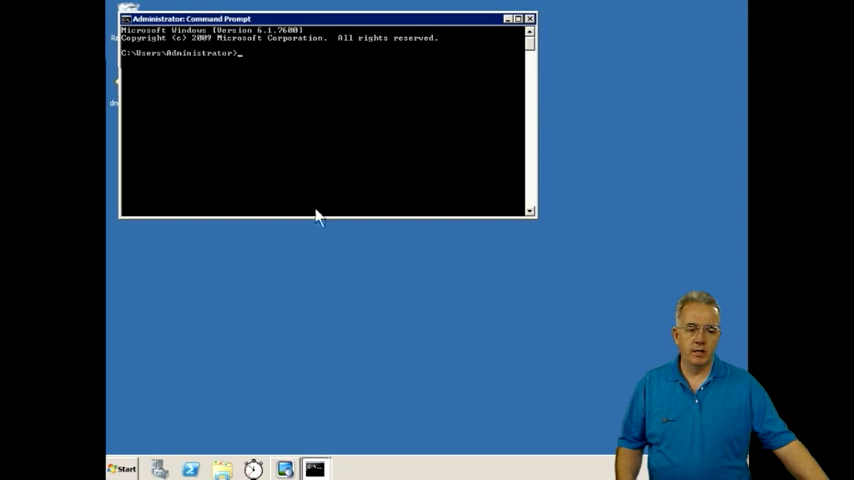 Administrator: Command Prompt
Microsoft Windows [Version 6.1.7600]
Copyright (c) 2009 Microsoft Corporation. All rights reserved.
C:\Users\Administrator>_
Start